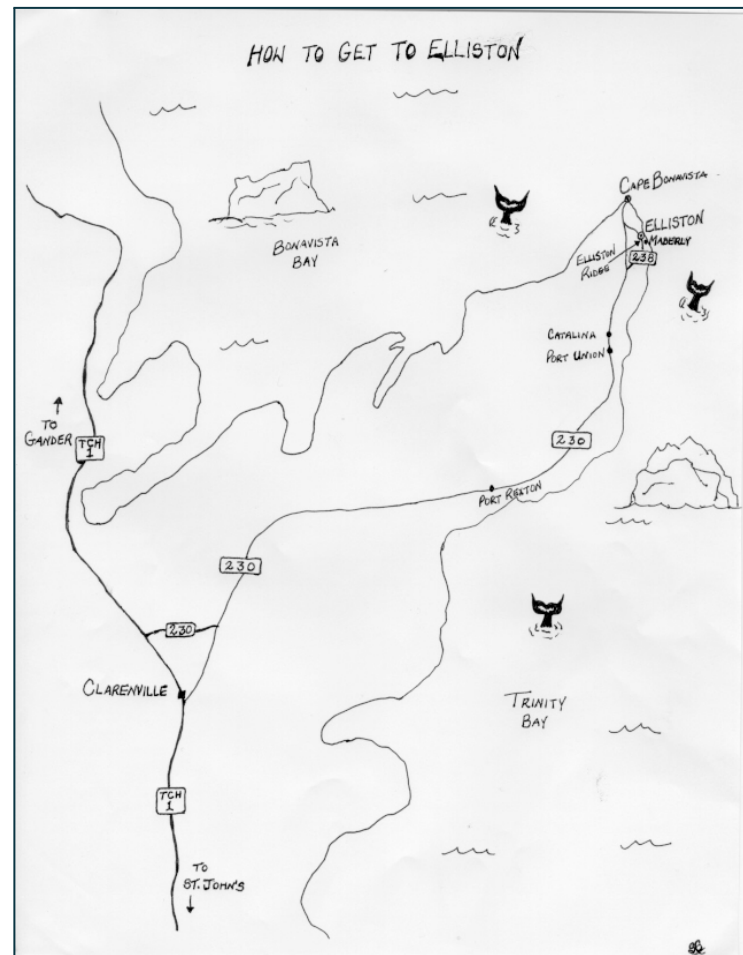 HOW TO GET TO ELLISTON
CAPE BONAVISTA
BONAVISTA
BAY
ELLISTON
MABERLY
ELLISTON
RIDGE
238
CATALINA
PORT UNION
TO
GANDER
TCH
1
230
PORT REXTON
230
230
CLARENVILLE
TRINITY
BAY
TCH
1
TO
ST. JOHN'S